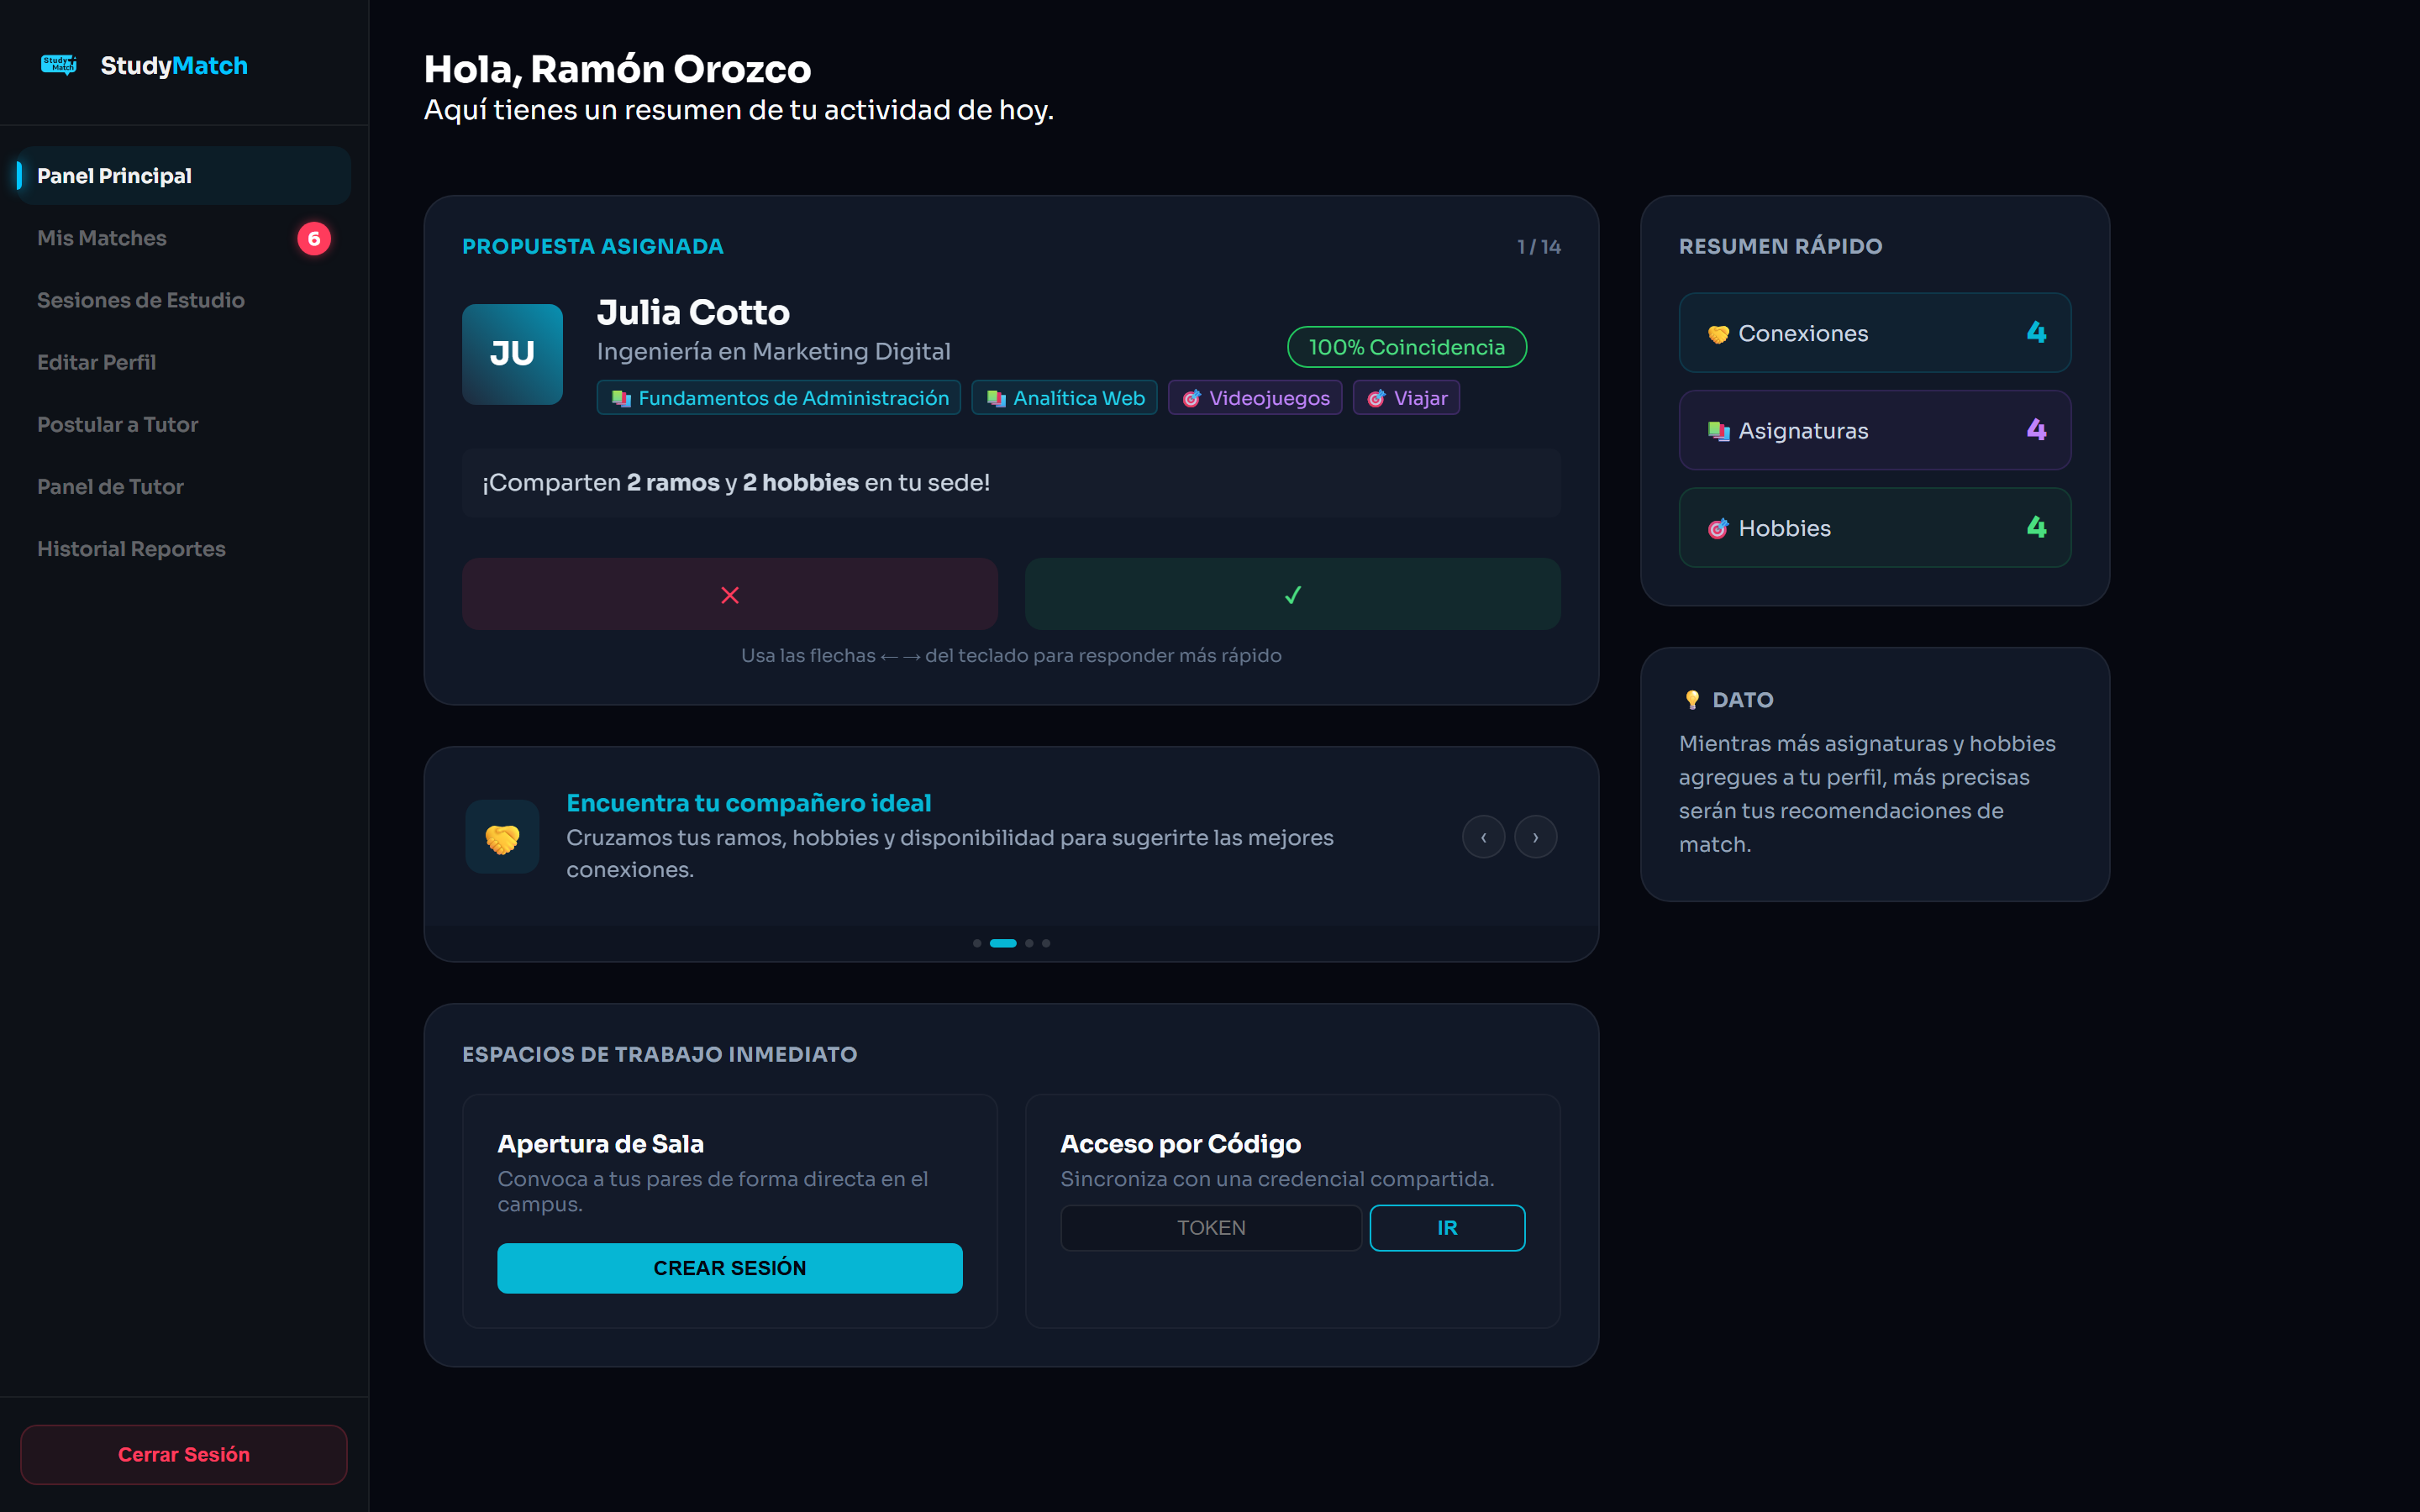 Study
Match
StudyMatch
Panel Principal
Mis Matches
6
Sesiones de Estudio
Editar Perfil
Postular a Tutor
Panel de Tutor
Historial Reportes
Cerrar Sesión
Hola, Ramón Orozco
Aquí tienes un resumen de tu actividad de hoy.
PROPUESTA ASIGNADA
1 / 14
JU
Julia Cotto
Ingeniería en Marketing Digital
100% Coincidencia
Fundamentos de Administración
Analítica Web
Videojuegos
Viajar
¡Comparten 2 ramos y 2 hobbies en tu sede!
✕
✓
Usa las flechas ← → del teclado para responder más rápido
Encuentra tu compañero ideal
Cruzamos tus ramos, hobbies y disponibilidad para sugerirte las mejores
conexiones.
‹
›
ESPACIOS DE TRABAJO INMEDIATO
Apertura de Sala
Convoca a tus pares de forma directa en el
campus.
CREAR SESIÓN
Acceso por Código
Sincroniza con una credencial compartida.
TOKEN
IR
RESUMEN RÁPIDO
Conexiones
4
Asignaturas
4
Hobbies
4
DATO
Mientras más asignaturas y hobbies
agregues a tu perfil, más precisas
serán tus recomendaciones de
match.